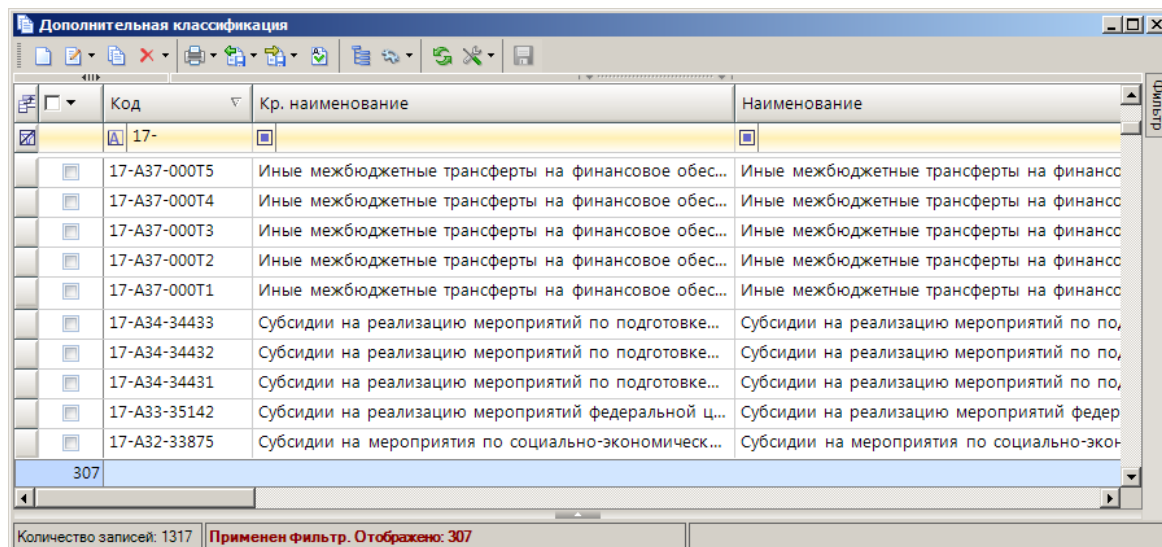 Дополнительная классификация
Код Кр. наименование Наименование
17-
17-А37-000Т5 Иные межбюджетные трансферты на финансовое обес... Иные межбюджетные трансферты на финансо
17-А37-000Т4 Иные межбюджетные трансферты на финансовое обес... Иные межбюджетные трансферты на финансо
17-А37-000Т3 Иные межбюджетные трансферты на финансовое обес... Иные межбюджетные трансферты на финансо
17-А37-000Т2 Иные межбюджетные трансферты на финансовое обес... Иные межбюджетные трансферты на финансо
17-А37-000Т1 Иные межбюджетные трансферты на финансовое обес... Иные межбюджетные трансферты на финансо
17-А34-34433 Субсидии на реализацию мероприятий по подготовке... Субсидии на реализацию мероприятий по под
17-А34-34432 Субсидии на реализацию мероприятий по подготовке... Субсидии на реализацию мероприятий по под
17-А34-34431 Субсидии на реализацию мероприятий по подготовке... Субсидии на реализацию мероприятий по под
17-А33-35142 Субсидии на реализацию мероприятий федеральной ц... Субсидии на реализацию мероприятий федер
17-А32-33875 Субсидии на мероприятия по социально-экономическ... Субсидии на мероприятия по социально-экон
307
Количество записей: 1317 Применен фильтр. Отображено: 307
Фильтр